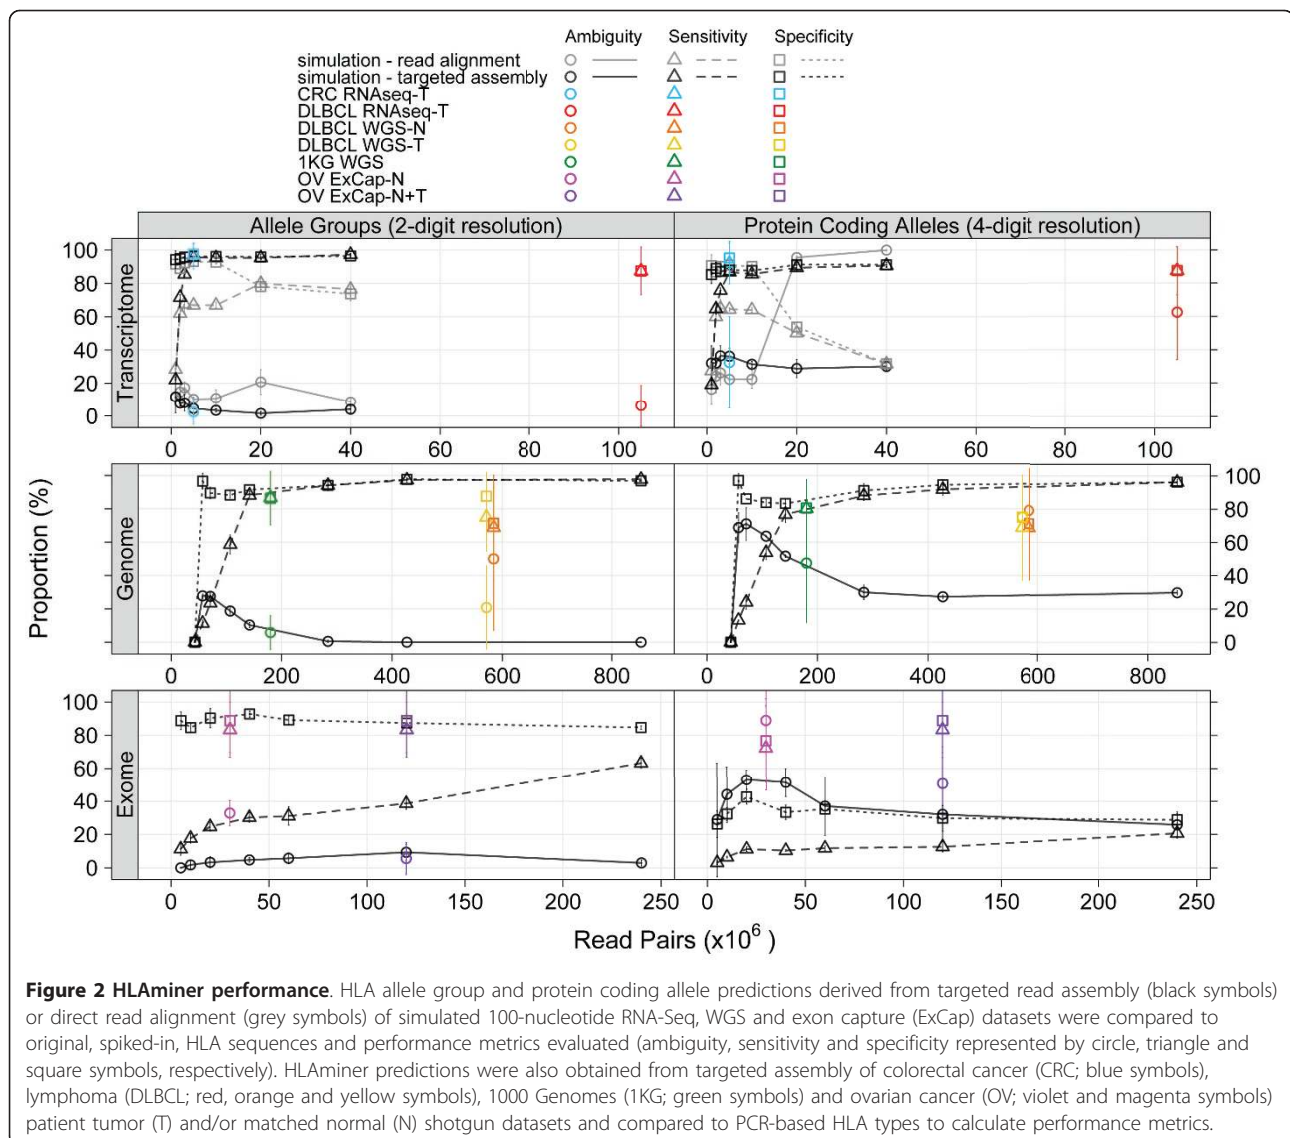 Ambiguity Sensitivity Specificity
simulation - read alignment
simulation - targeted assembly
CRC RNAseq-T
DLBCL RNAseq-T
DLBCL WGS-N
DLBCL WGS-T
1KG WGS
OV ExCap-N
OV ExCap-N+T
Allele Groups (2-digit resolution) Protein Coding Alleles (4-digit resolution)
Transcriptome
100
80
60
40
20
0
0 20 40 60 80 100 0 20 40 60 80 100
Proportion (%)
Genome
100
80
60
40
20
0
0 200 400 600 800 0 200 400 600 800
Exome
100
80
60
40
20
0
0 50 100 150 200 250 0 50 100 150 200 250
Read Pairs (x10⁶ )
Figure 2 HLAminer performance. HLA allele group and protein coding allele predictions derived from targeted read assembly (black symbols)
or direct read alignment (grey symbols) of simulated 100-nucleotide RNA-Seq, WGS and exon capture (ExCap) datasets were compared to
original, spiked-in, HLA sequences and performance metrics evaluated (ambiguity, sensitivity and specificity represented by circle, triangle and
square symbols, respectively). HLAminer predictions were also obtained from targeted assembly of colorectal cancer (CRC; blue symbols),
lymphoma (DLBCL; red, orange and yellow symbols), 1000 Genomes (1KG; green symbols) and ovarian cancer (OV; violet and magenta symbols)
patient tumor (T) and/or matched normal (N) shotgun datasets and compared to PCR-based HLA types to calculate performance metrics.